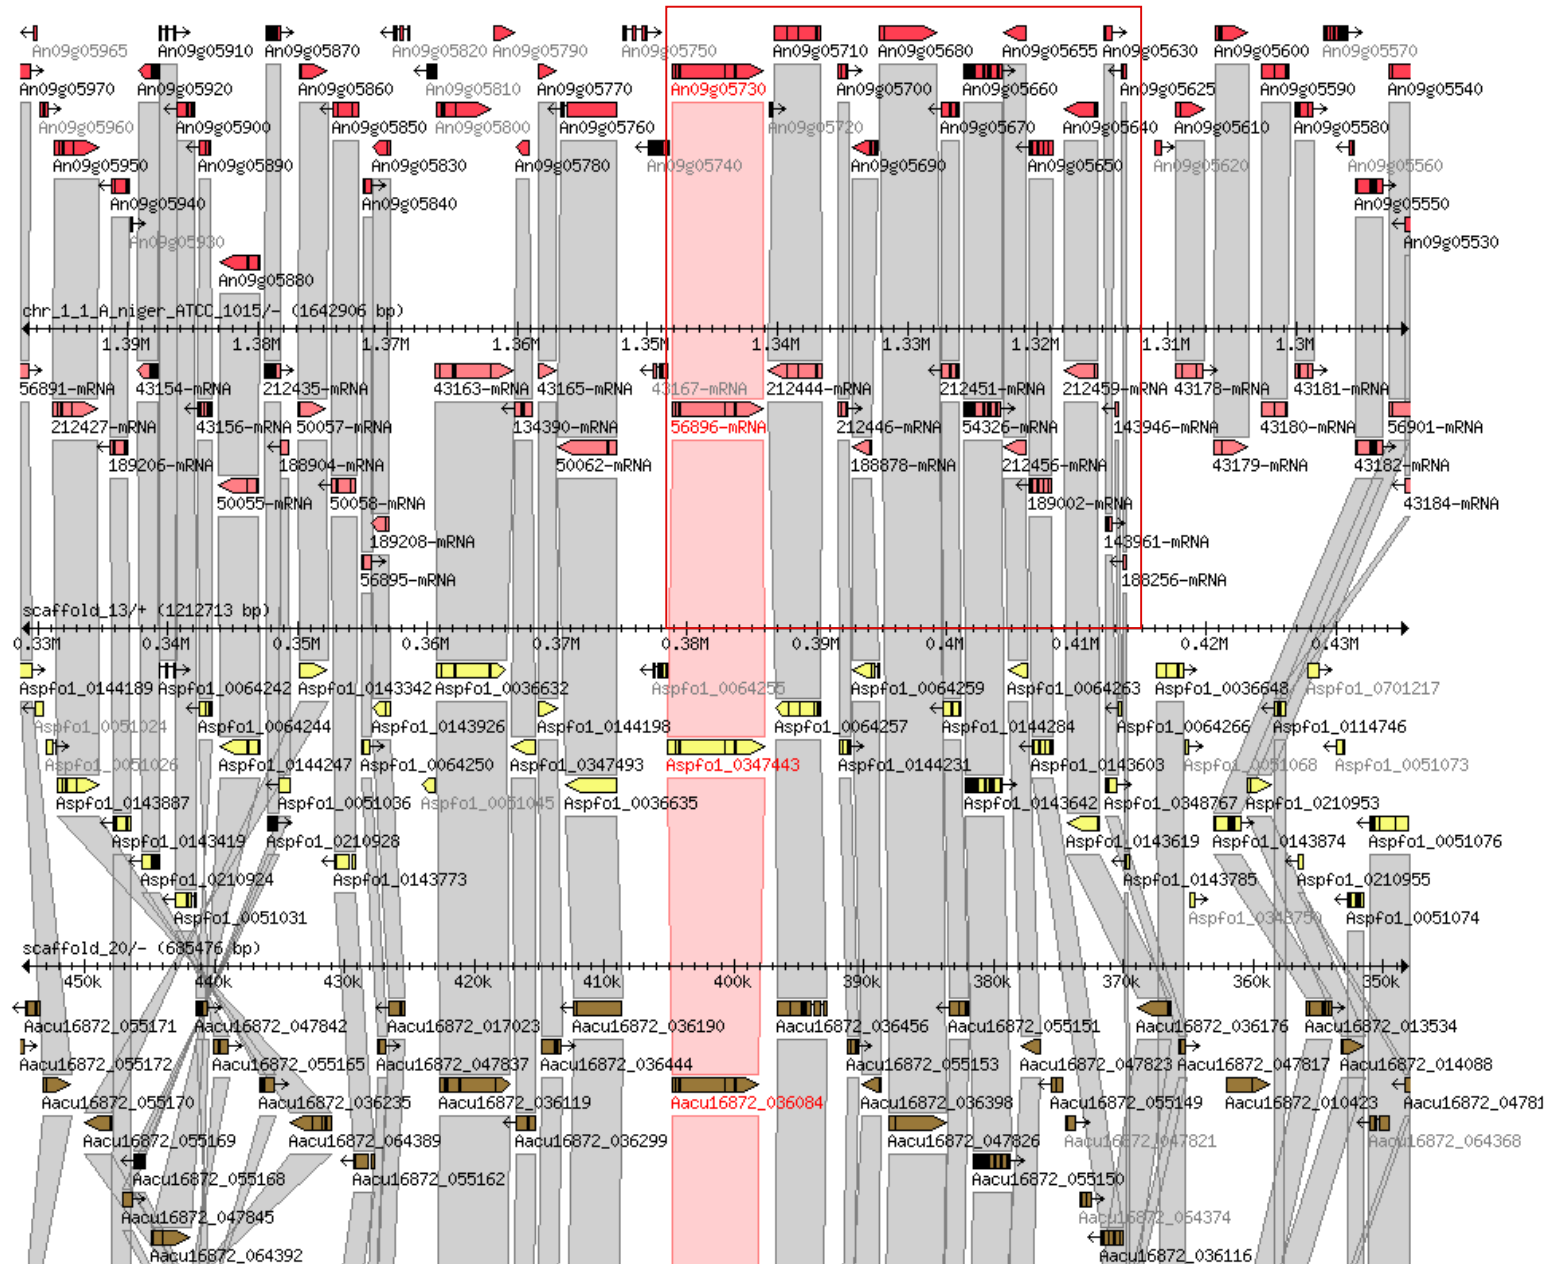 An09g05965 An09g05910 An09g05870 An09g05820 An09g05790 An09g05750 An09g05710 An09g05680 An09g05655 An09g05630 An09g05600 An09g05570
An09g05970 An09g05920 An09g05860 An09g05810 An09g05770 An09g05730 An09g05700 An09g05660 An09g05625 An09g05590 An09g05540
An09g05960 An09g05900 An09g05850 An09g05800 An09g05760 An09g05720 An09g05670 An09g05640 An09g05610 An09g05580
An09g05950 An09g05890 An09g05830 An09g05780 An09g05740 An09g05690 An09g05650 An09g05620 An09g05560
An09g05940 An09g05840 An09g05550
An09g05930 An09g05530
An09g05880
chr_1_1_A_niger_ATCC_1015/- (1642906 bp)
1.39M 1.38M 1.37M 1.36M 1.35M 1.34M 1.33M 1.32M 1.31M 1.3M
56891-mRNA 43154-mRNA 212435-mRNA 43163-mRNA 43165-mRNA 43167-mRNA 212444-mRNA 212451-mRNA 212459-mRNA 43178-mRNA 43181-mRNA
212427-mRNA 43156-mRNA 50057-mRNA 134390-mRNA 56896-mRNA 212446-mRNA 54326-mRNA 143946-mRNA 43180-mRNA 56901-mRNA
189206-mRNA 188904-mRNA 50062-mRNA 188878-mRNA 212456-mRNA 43179-mRNA 43182-mRNA
50055-mRNA 50058-mRNA 189002-mRNA 43184-mRNA
189208-mRNA 143961-mRNA
56895-mRNA 188256-mRNA
scaffold_13/+ (1212713 bp)
0.33M 0.34M 0.35M 0.36M 0.37M 0.38M 0.39M 0.4M 0.41M 0.42M 0.43M
Aspfo1_0144189 Aspfo1_0064242 Aspfo1_0143342 Aspfo1_0036632 Aspfo1_0064255 Aspfo1_0064259 Aspfo1_0064263 Aspfo1_0036648 Aspfo1_0701217
Aspfo1_0051024 Aspfo1_0064244 Aspfo1_0143926 Aspfo1_0144198 Aspfo1_0064257 Aspfo1_0144284 Aspfo1_0064266 Aspfo1_0114746
Aspfo1_0051026 Aspfo1_0144247 Aspfo1_0064250 Aspfo1_0347493 Aspfo1_0347443 Aspfo1_0144231 Aspfo1_0143603 Aspfo1_0051068 Aspfo1_0051073
Aspfo1_0143887 Aspfo1_0051036 Aspfo1_0051045 Aspfo1_0036635 Aspfo1_0143642 Aspfo1_0348767 Aspfo1_0210953
Aspfo1_0143419 Aspfo1_0210928 Aspfo1_0143619 Aspfo1_0143874 Aspfo1_0051076
Aspfo1_0210924 Aspfo1_0143773 Aspfo1_0143785 Aspfo1_0210955
Aspfo1_0051031 Aspfo1_0051074
scaffold_20/- (685476 bp)
450k 440k 430k 420k 410k 400k 390k 380k 370k 360k 350k
Aacu16872_055171 Aacu16872_047842 Aacu16872_017023 Aacu16872_036190 Aacu16872_036456 Aacu16872_055151 Aacu16872_036176 Aacu16872_013534
Aacu16872_055172 Aacu16872_055165 Aacu16872_047837 Aacu16872_036444 Aacu16872_055153 Aacu16872_047823 Aacu16872_047817 Aacu16872_014088
Aacu16872_055170 Aacu16872_036235 Aacu16872_036119 Aacu16872_036084 Aacu16872_036398 Aacu16872_055149 Aacu16872_010423 Aacu16872_04781
Aacu16872_055169 Aacu16872_064389 Aacu16872_036299 Aacu16872_047826 Aacu16872_047821 Aacu16872_064368
Aacu16872_055168 Aacu16872_055162 Aacu16872_055150
Aacu16872_047845 Aacu16872_064374
Aacu16872_064392 Aacu16872_036116